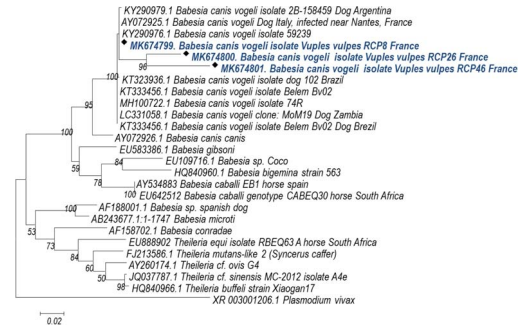 KY290979.1 Babesia canis vogeli isolate 2B-158459 Dog Argentina
AY072925.1 Babesia canis vogeli Dog Italy, infected near Nantes, France
KY290976.1 Babesia canis vogeli isolate 59239
MK674799. Babesia canis vogeli isolate Vuples vulpes RCP8 France
MK674800. Babesia canis vogeli isolate Vuples vulpes RCP26 France
MK674801. Babesia canis vogeli isolate Vuples vulpes RCP46 France
96
KT323936.1 Babesia canis vogeli isolate dog 102 Brazil
KT333456.1 Babesia canis vogeli isolate Belem Bv02
MH100722.1 Babesia canis vogeli isolate 74R
95
LC331058.1 Babesia canis vogeli clone: MoM19 Dog Zambia
KT333456.1 Babesia canis vogeli isolate Belem Bv02 Dog Brezil
100
AY072926.1 Babesia canis canis
100
EU583386.1 Babesia gibsoni
84
EU109716.1 Babesia sp. Coco
59
HQ840960.1 Babesia bigemina strain 563
78
AY534883 Babesia caballi EB1 horse spain
100
EU642512 Babesia caballi genotype CABEQ30 horse South Africa
AF188001.1 Babesia sp. spanish dog
100
AB243677.1:1-1747 Babesia microti
53
AF158702.1 Babesia conradae
53
EU888902 Theileria equi isolate RBEQ63 A horse South Africa
84
FJ213586.1 Theileria mutans-like 2 (Syncerus caffer)
60
AY260174.1 Theileria cf. ovis G4
50
JQ037787.1 Theileria cf. sinensis MC-2012 isolate A4e
98
HQ840966.1 Theileria buffeli strain Xiaogan17
XR 003001206.1 Plasmodium vivax
0.02